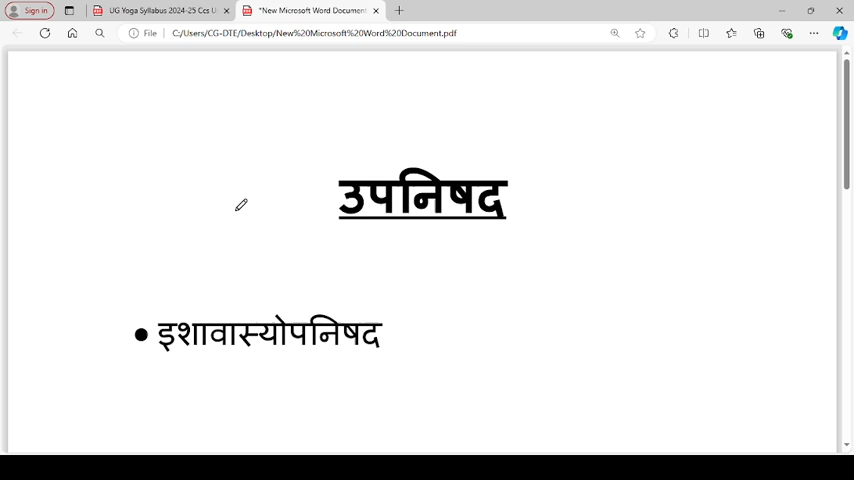 Sign in
UG Yoga Syllabus 2024-25 Ccs U
*New Microsoft Word Document
File
C:/Users/CG-DTE/Desktop/New%20Microsoft%20Word%20Document.pdf
उपनिषद
• इशावास्योपनिषद